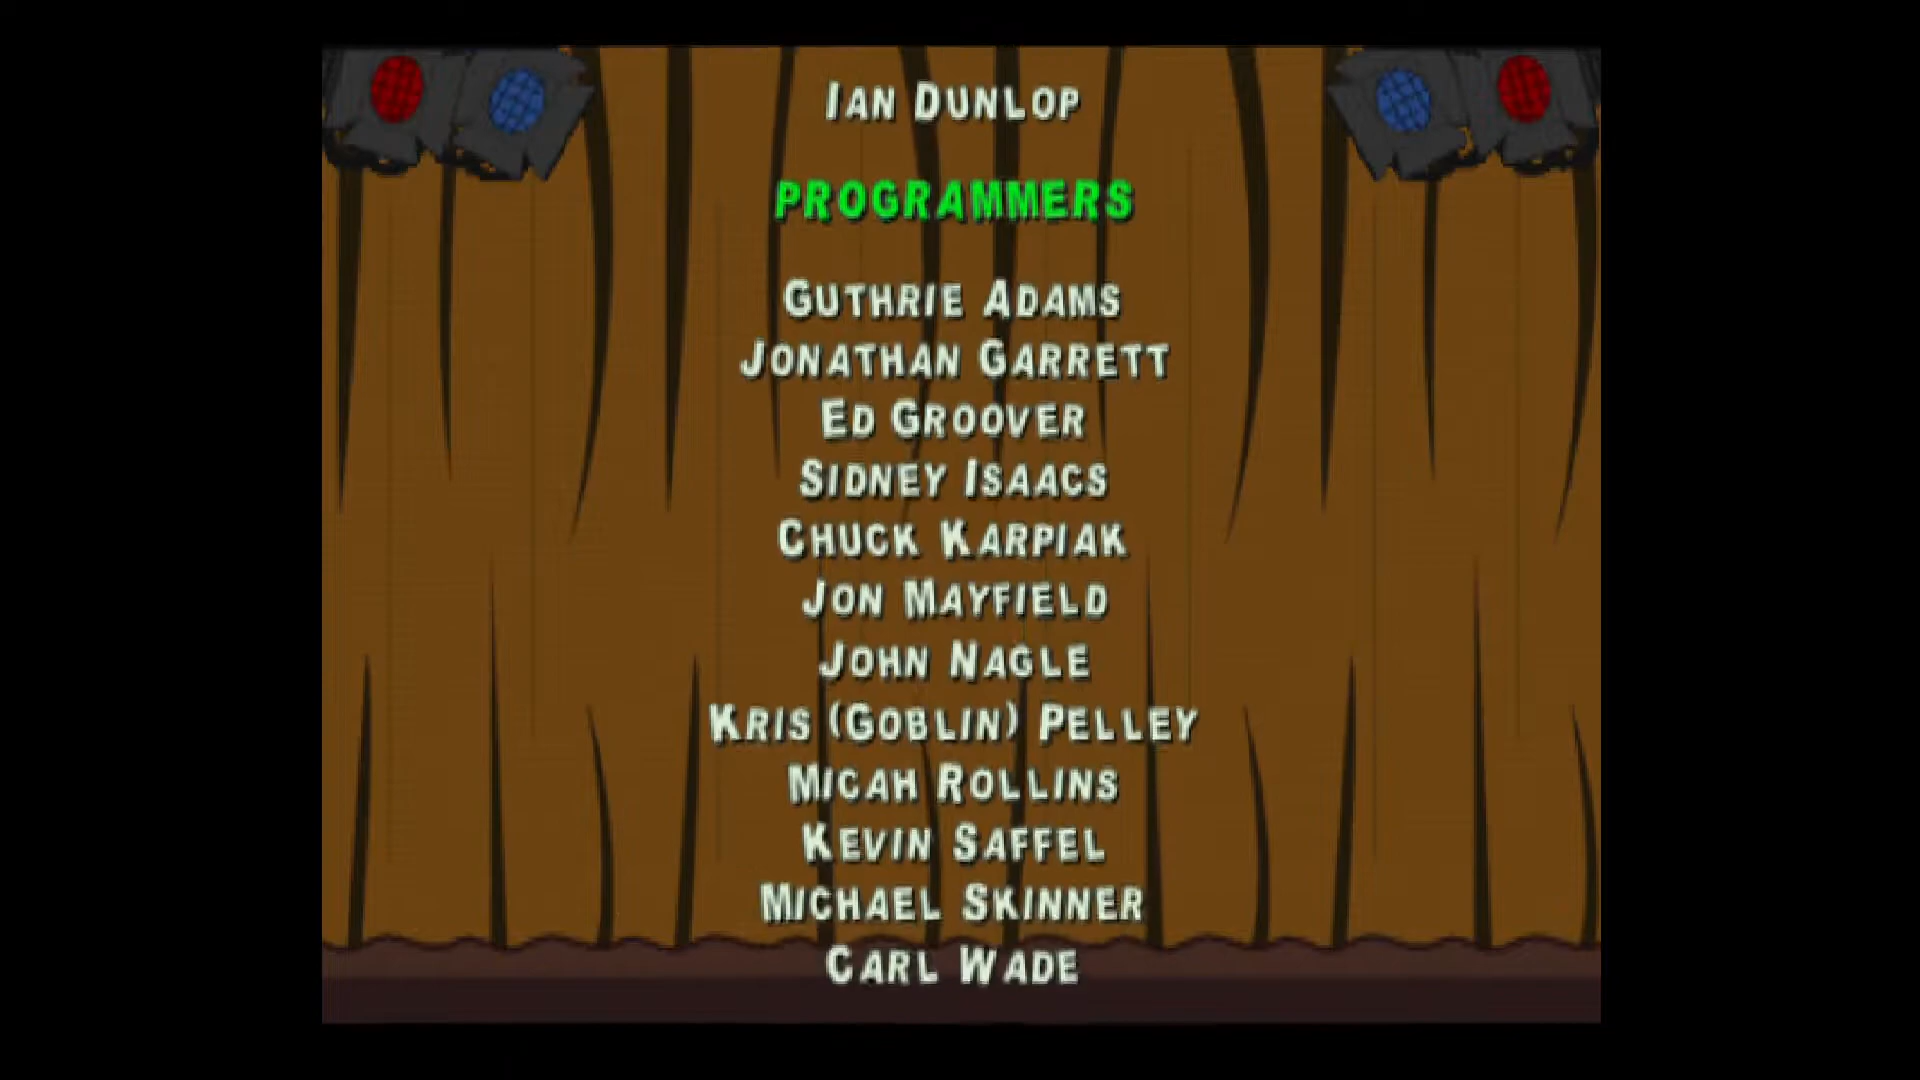 Ian Dunlop
PROGRAMMERS
Guthrie Adams
Jonathan Garrett
Ed Groover
Sidney Isaacs
Chuck Karpiak
Jon Mayfield
John Nagle
Kris (Goblin) Pelley
Micah Rollins
Kevin Saffel
Michael Skinner
Carl Wade